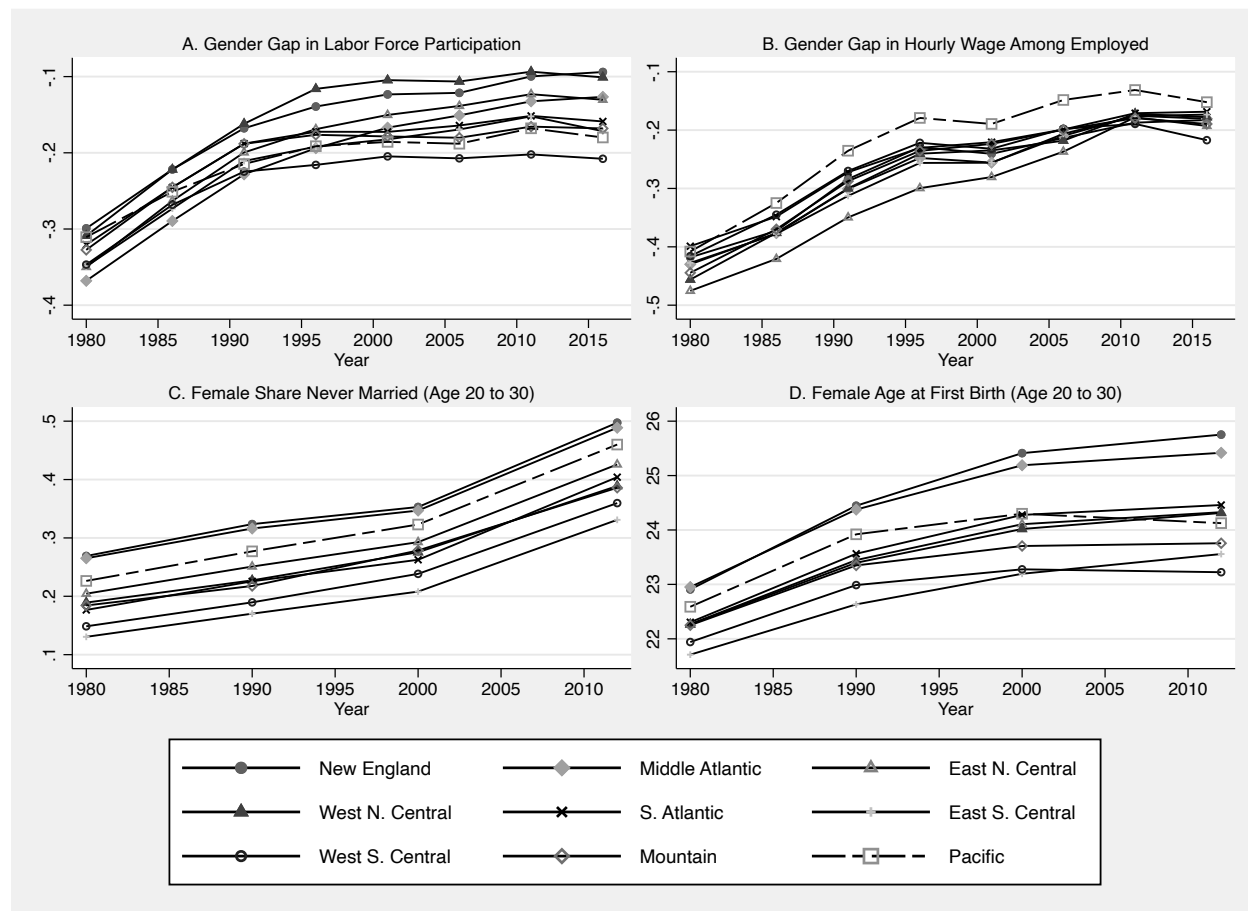 A. Gender Gap in Labor Force Participation
-.1
-.2
-.3
-.4
1980 1985 1990 1995 2000 2005 2010 2015
Year
B. Gender Gap in Hourly Wage Among Employed
-.1
-.2
-.3
-.4
-.5
1980 1985 1990 1995 2000 2005 2010 2015
Year
C. Female Share Never Married (Age 20 to 30)
.5
.4
.3
.2
.1
1980 1985 1990 1995 2000 2005 2010
Year
D. Female Age at First Birth (Age 20 to 30)
26
25
24
23
22
1980 1985 1990 1995 2000 2005 2010
Year
New England Middle Atlantic East N. Central
West N. Central S. Atlantic East S. Central
West S. Central Mountain Pacific